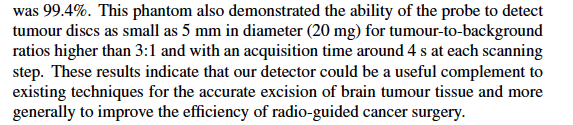 was 99.4%. This phantom also demonstrated the ability of the probe to detect
tumour discs as small as 5 mm in diameter (20 mg) for tumour-to-background
ratios higher than 3:1 and with an acquisition time around 4 s at each scanning
step. These results indicate that our detector could be a useful complement to
existing techniques for the accurate excision of brain tumour tissue and more
generally to improve the efficiency of radio-guided cancer surgery.